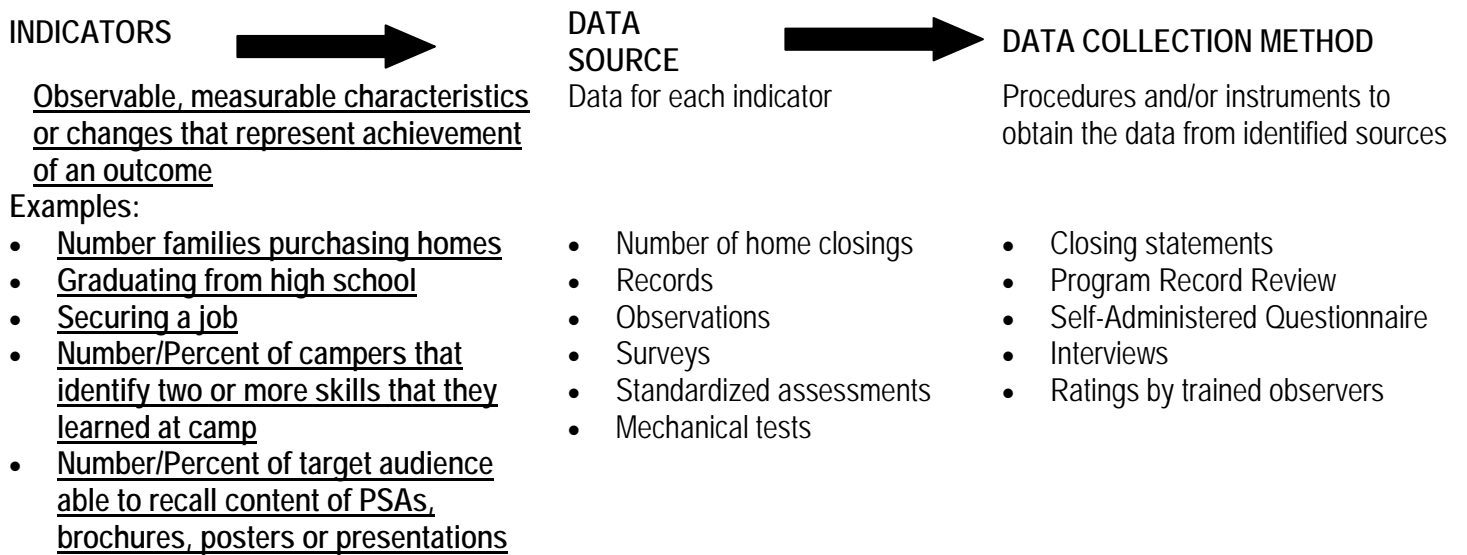 INDICATORS
Observable, measurable characteristics
or changes that represent achievement
of an outcome
Examples:
• Number families purchasing homes
• Graduating from high school
• Securing a job
• Number/Percent of campers that
identify two or more skills that they
learned at camp
• Number/Percent of target audience
able to recall content of PSAs,
brochures, posters or presentations
DATA
SOURCE
Data for each indicator
• Number of home closings
• Records
• Observations
• Surveys
• Standardized assessments
• Mechanical tests
DATA COLLECTION METHOD
Procedures and/or instruments to
obtain the data from identified sources
• Closing statements
• Program Record Review
• Self-Administered Questionnaire
• Interviews
• Ratings by trained observers